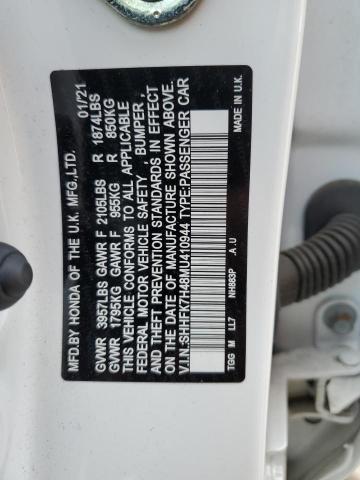 MFD.BY HONDA OF THE U.K. MFG.,LTD. 01/21
GVWR 3957LBS GAWR F 2105LBS R 1874LBS
GVWR 1795KG GAWR F 955KG R 850KG
THIS VEHICLE CONFORMS TO ALL APPLICABLE
FEDERAL MOTOR VEHICLE SAFETY , BUMPER ,
AND THEFT PREVENTION STANDARDS IN EFFECT
ON THE DATE OF MANUFACTURE SHOWN ABOVE.
V.I.N.:SHHFK7H48MU410944 TYPE:PASSENGER CAR
NH883P .A.U MADE IN U.K.
TGG M LL7